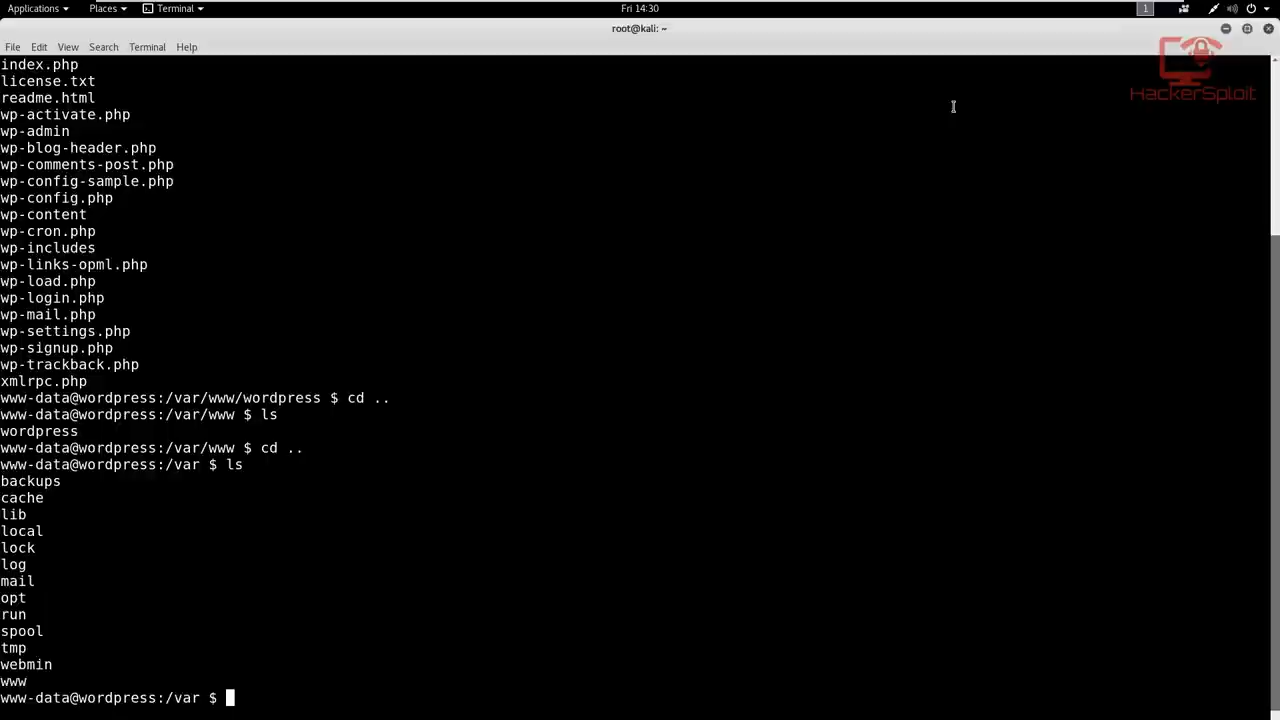 Applications Places Terminal Fri 14:30 1
root@kali: ~
File Edit View Search Terminal Help
HackerSploit
index.php
license.txt
readme.html
wp-activate.php
wp-admin
wp-blog-header.php
wp-comments-post.php
wp-config-sample.php
wp-config.php
wp-content
wp-cron.php
wp-includes
wp-links-opml.php
wp-load.php
wp-login.php
wp-mail.php
wp-settings.php
wp-signup.php
wp-trackback.php
xmlrpc.php
www-data@wordpress:/var/www/wordpress $ cd ..
www-data@wordpress:/var/www $ ls
wordpress
www-data@wordpress:/var/www $ cd ..
www-data@wordpress:/var $ ls
backups
cache
lib
local
lock
log
mail
opt
run
spool
tmp
webmin
www
www-data@wordpress:/var $